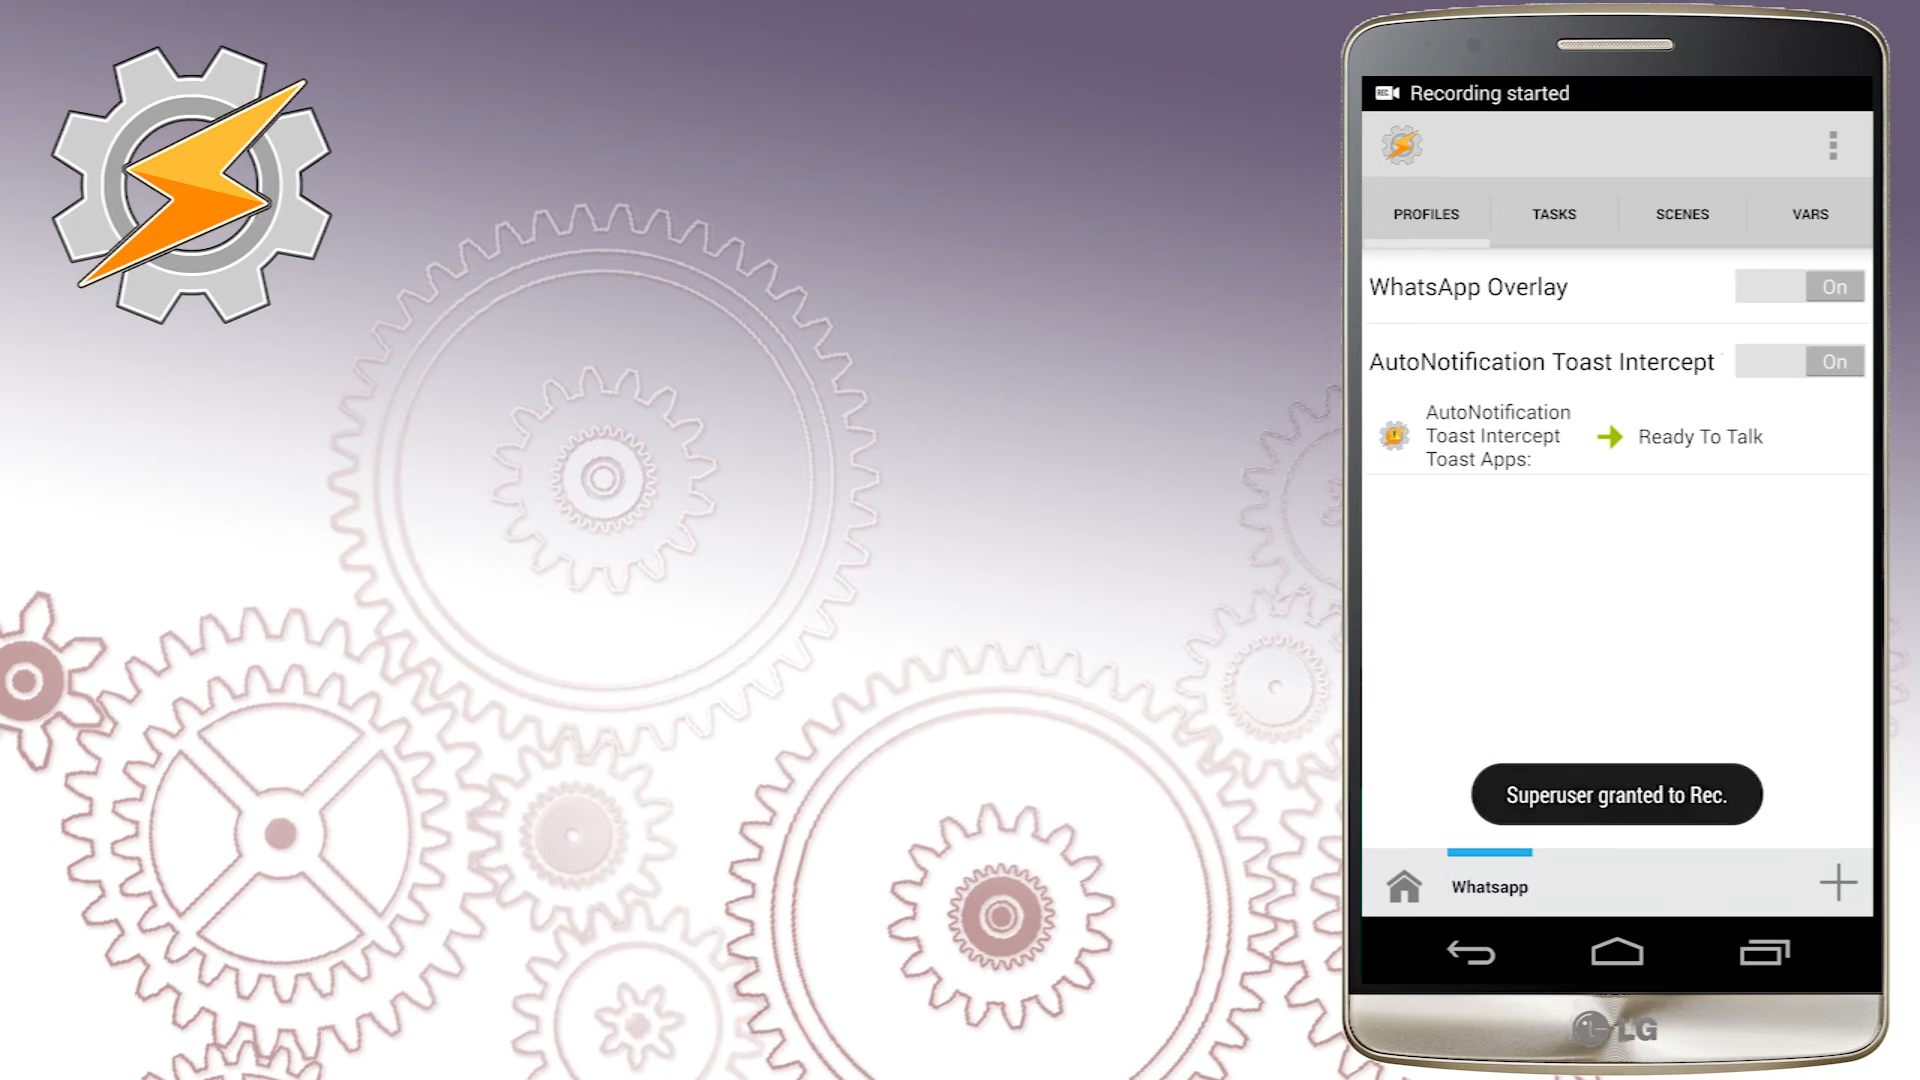 REC
Recording started
PROFILES
TASKS
SCENES
VARS
WhatsApp Overlay
On
AutoNotification Toast Intercept
On
AutoNotification
Toast Intercept
Toast Apps:
Ready To Talk
Superuser granted to Rec.
Whatsapp
LG